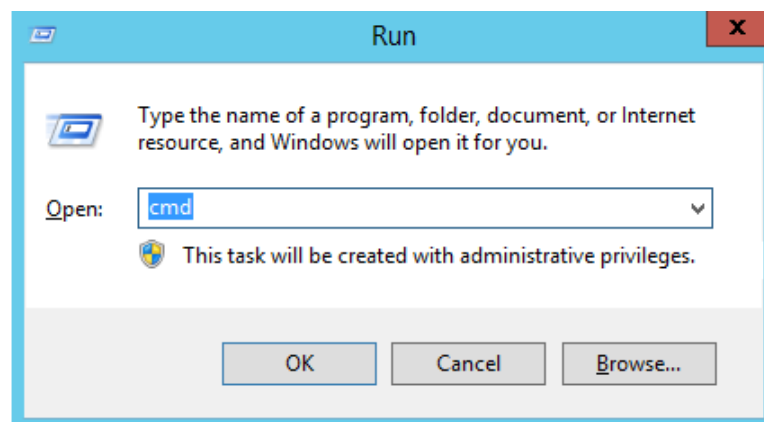 Run
X
Type the name of a program, folder, document, or Internet
resource, and Windows will open it for you.
Open: cmd
This task will be created with administrative privileges.
OK Cancel Browse...